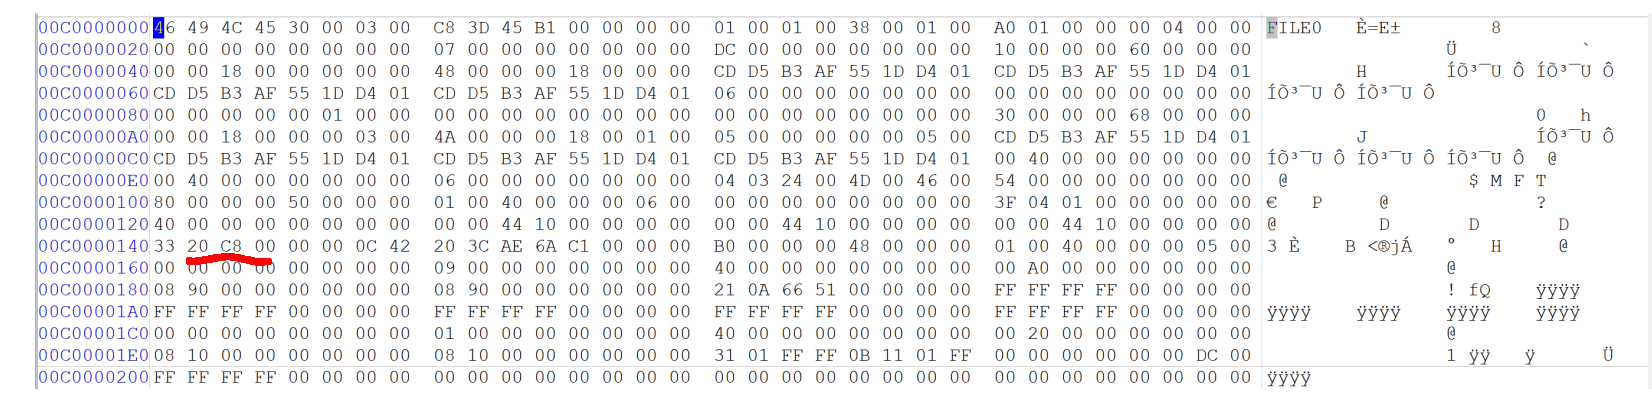 00C0000000 46 49 4C 45 30 00 03 00 C8 3D 45 B1 00 00 00 00 01 00 01 00 38 00 01 00 A0 01 00 00 00 04 00 00 FILE0 È=E± 8
00C0000020 00 00 00 00 00 00 00 00 07 00 00 00 00 00 00 00 DC 00 00 00 00 00 00 00 10 00 00 00 60 00 00 00 Ü `
00C0000040 00 00 18 00 00 00 00 00 48 00 00 00 18 00 00 00 CD D5 B3 AF 55 1D D4 01 CD D5 B3 AF 55 1D D4 01 H ÍÕ³¯U Ô ÍÕ³¯U Ô
00C0000060 CD D5 B3 AF 55 1D D4 01 CD D5 B3 AF 55 1D D4 01 06 00 00 00 00 00 00 00 00 00 00 00 00 00 00 00 ÍÕ³¯U Ô ÍÕ³¯U Ô
00C0000080 00 00 00 00 00 01 00 00 00 00 00 00 00 00 00 00 00 00 00 00 00 00 00 00 30 00 00 00 68 00 00 00 0 h
00C00000A0 00 00 18 00 00 00 03 00 4A 00 00 00 18 00 01 00 05 00 00 00 00 00 05 00 CD D5 B3 AF 55 1D D4 01 J ÍÕ³¯U Ô
00C00000C0 CD D5 B3 AF 55 1D D4 01 CD D5 B3 AF 55 1D D4 01 CD D5 B3 AF 55 1D D4 01 00 40 00 00 00 00 00 00 ÍÕ³¯U Ô ÍÕ³¯U Ô ÍÕ³¯U Ô @
00C00000E0 00 40 00 00 00 00 00 00 06 00 00 00 00 00 00 00 04 03 24 00 4D 00 46 00 54 00 00 00 00 00 00 00 @ $ M F T
00C0000100 80 00 00 00 50 00 00 00 01 00 40 00 00 00 06 00 00 00 00 00 00 00 00 00 3F 04 01 00 00 00 00 00 € P @ ?
00C0000120 40 00 00 00 00 00 00 00 00 00 44 10 00 00 00 00 00 00 44 10 00 00 00 00 00 00 44 10 00 00 00 00 @ D D D
00C0000140 33 20 C8 00 00 00 0C 42 20 3C AE 6A C1 00 00 00 B0 00 00 00 48 00 00 00 01 00 40 00 00 00 05 00 3 È B <®jÁ ° H @
00C0000160 00 00 00 00 00 00 00 00 09 00 00 00 00 00 00 00 40 00 00 00 00 00 00 00 00 A0 00 00 00 00 00 00 @
00C0000180 08 90 00 00 00 00 00 00 08 90 00 00 00 00 00 00 21 0A 66 51 00 00 00 00 FF FF FF FF 00 00 00 00 ! fQ ÿÿÿÿ
00C00001A0 FF FF FF FF 00 00 00 00 FF FF FF FF 00 00 00 00 FF FF FF FF 00 00 00 00 FF FF FF FF 00 00 00 00 ÿÿÿÿ ÿÿÿÿ ÿÿÿÿ ÿÿÿÿ
00C00001C0 00 00 00 00 00 00 00 00 01 00 00 00 00 00 00 00 40 00 00 00 00 00 00 00 00 20 00 00 00 00 00 00 @
00C00001E0 08 10 00 00 00 00 00 00 08 10 00 00 00 00 00 00 31 01 FF FF 0B 11 01 FF 00 00 00 00 00 00 DC 00 1 ÿÿ ÿ Ü
00C0000200 FF FF FF FF 00 00 00 00 00 00 00 00 00 00 00 00 00 00 00 00 00 00 00 00 00 00 00 00 00 00 00 00 ÿÿÿÿ